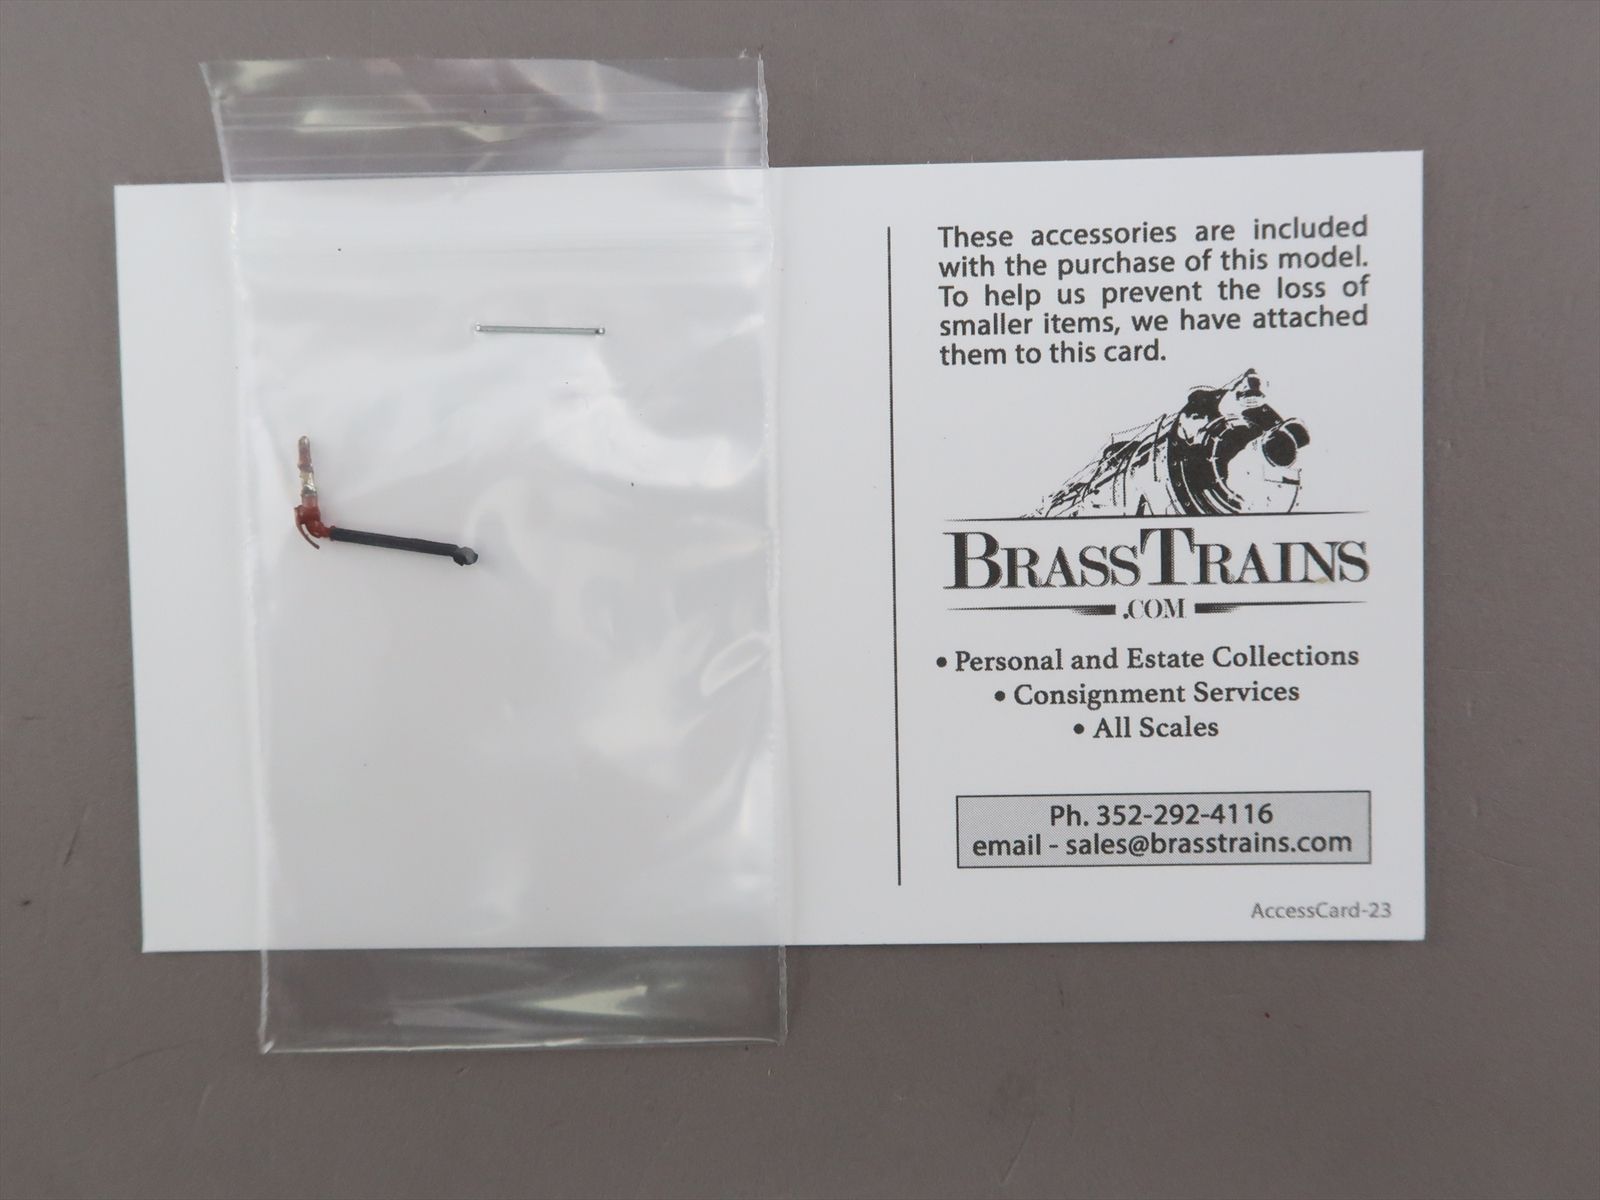 These accessories are included
with the purchase of this model.
To help us prevent the loss of
smaller items, we have attached
them to this card.
BRASSTRAINS
.COM
• Personal and Estate Collections
• Consignment Services
• All Scales
Ph. 352-292-4116
email - sales@brasstrains.com
AccessCard-23